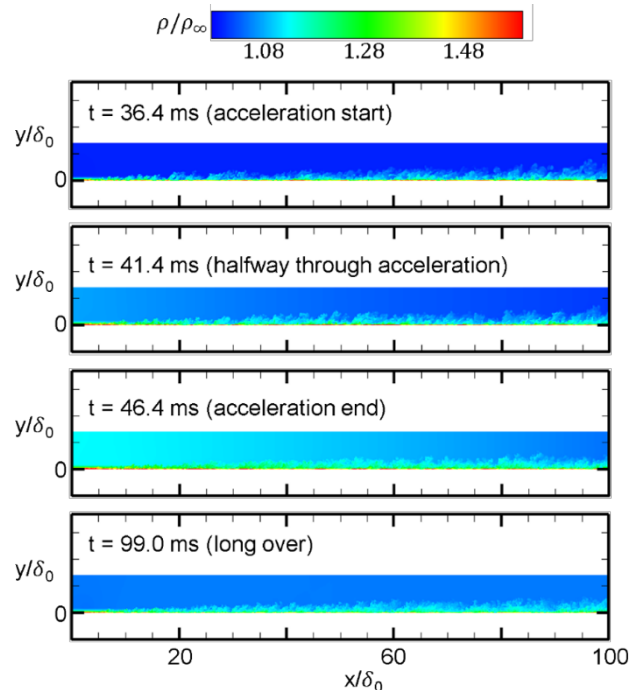 ρ/ρ∞
1.08 1.28 1.48
t = 36.4 ms (acceleration start)
y/δ₀
0
t = 41.4 ms (halfway through acceleration)
y/δ₀
0
t = 46.4 ms (acceleration end)
y/δ₀
0
t = 99.0 ms (long over)
y/δ₀
0
20 60 100
x/δ₀